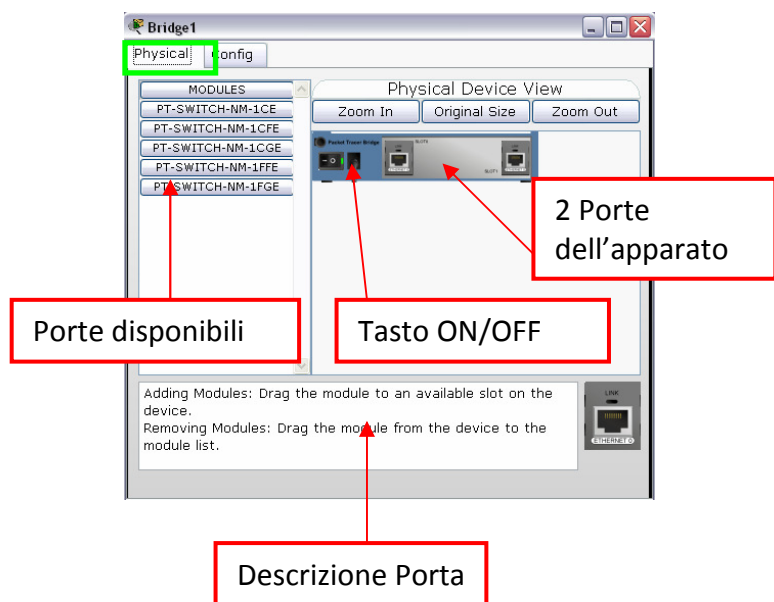 Bridge1
Physical
Config
MODULES
PT-SWITCH-NM-1CE
PT-SWITCH-NM-1CFE
PT-SWITCH-NM-1CGE
PT-SWITCH-NM-1FFE
PT-SWITCH-NM-1FGE
Physical Device View
Zoom In
Original Size
Zoom Out
Packet Tracer Bridge
2 Porte
dell’apparato
Porte disponibili
Tasto ON/OFF
Adding Modules: Drag the module to an available slot on the
device.
Removing Modules: Drag the module from the device to the
module list.
LINK
ETHERNET 0
Descrizione Porta